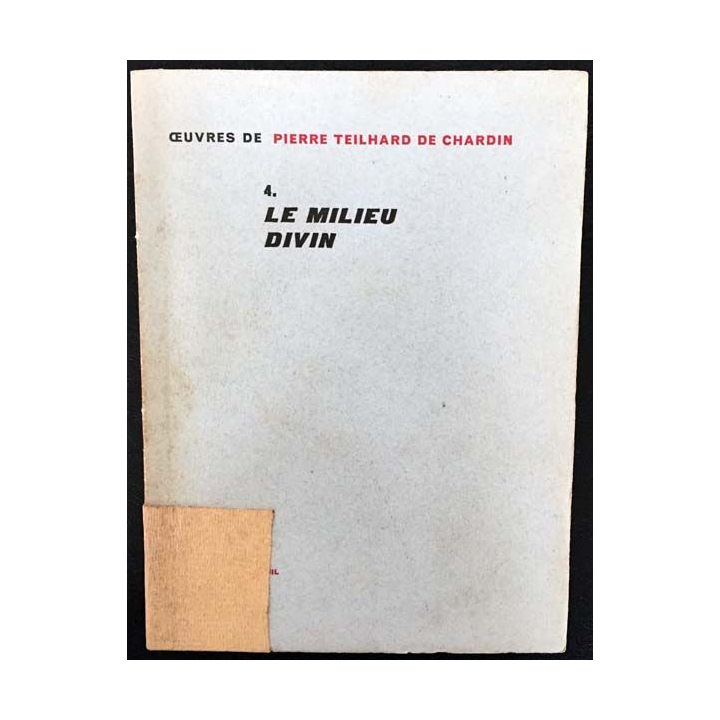 ŒUVRES DE PIERRE TEILHARD DE CHARDIN
4.
LE MILIEU
DIVIN